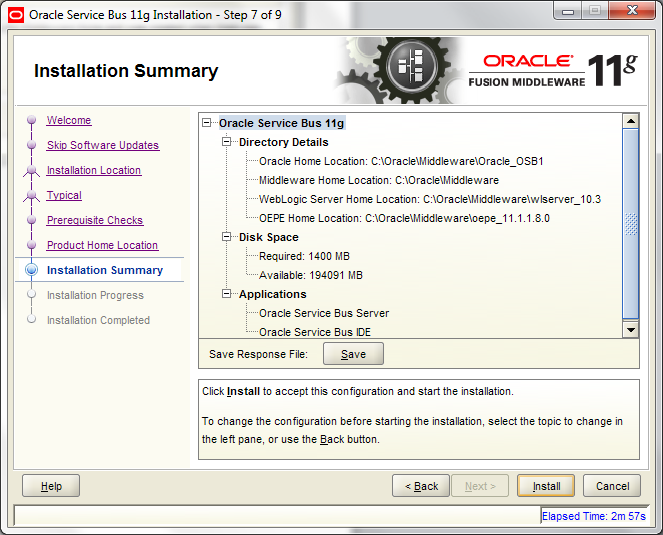 Oracle Service Bus 11g Installation - Step 7 of 9
Installation Summary
ORACLE
FUSION MIDDLEWARE 11g
Welcome
Skip Software Updates
Installation Location
Typical
Prerequisite Checks
Product Home Location
Installation Summary
Installation Progress
Installation Completed
Oracle Service Bus 11g
Directory Details
Oracle Home Location: C:\Oracle\Middleware\Oracle_OSB1
Middleware Home Location: C:\Oracle\Middleware
WebLogic Server Home Location: C:\Oracle\Middleware\wlserver_10.3
OEPE Home Location: C:\Oracle\Middleware\oepe_11.1.1.8.0
Disk Space
Required: 1400 MB
Available: 194091 MB
Applications
Oracle Service Bus Server
Oracle Service Bus IDE
Save Response File: Save
Click Install to accept this configuration and start the installation.
To change the configuration before starting the installation, select the topic to change in
the left pane, or use the Back button.
Help < Back Next > Install Cancel
Elapsed Time: 2m 57s